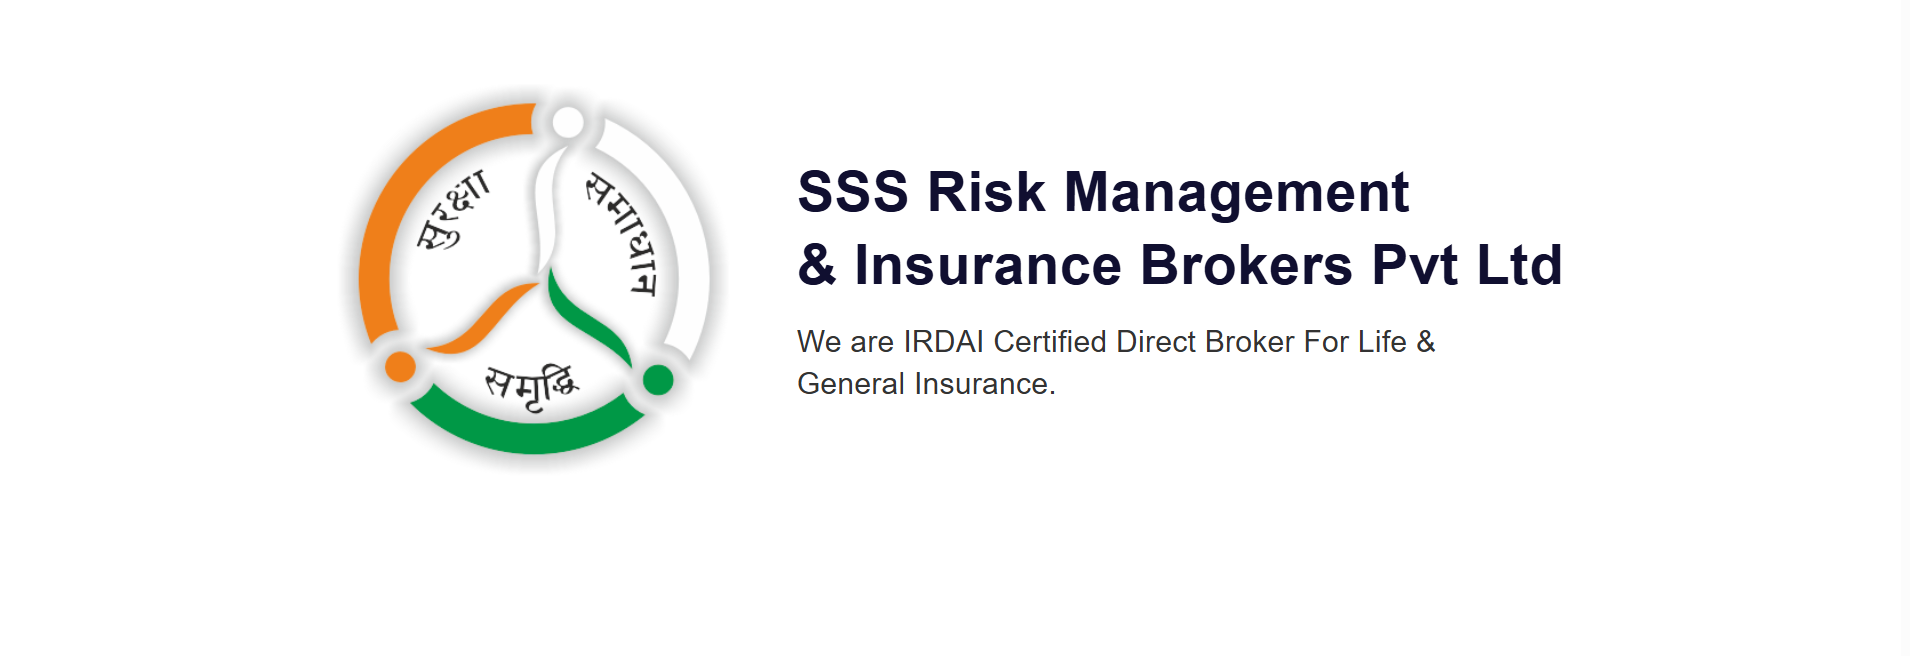 सुरक्षा
समाधान
समृद्धि
SSS Risk Management
& Insurance Brokers Pvt Ltd
We are IRDAI Certified Direct Broker For Life &
General Insurance.